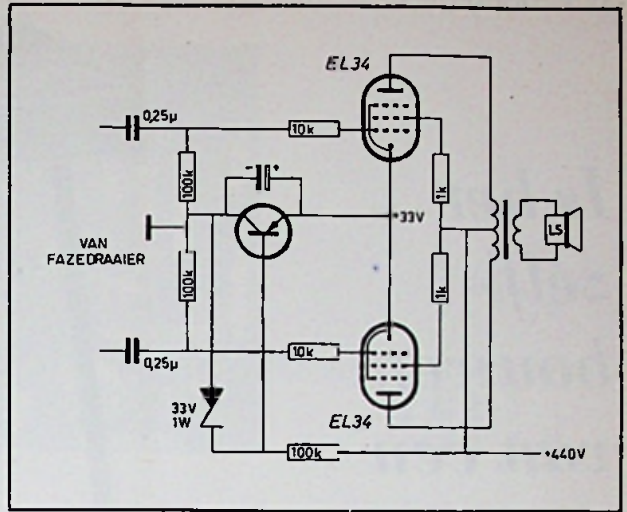 EL34
0,25µ
10k
100k
- +
1k
+33V
VAN
FAZEDRAAIER
LS
100k
1k
10k
0,25µ
33V
1W
EL34
100k
+440V